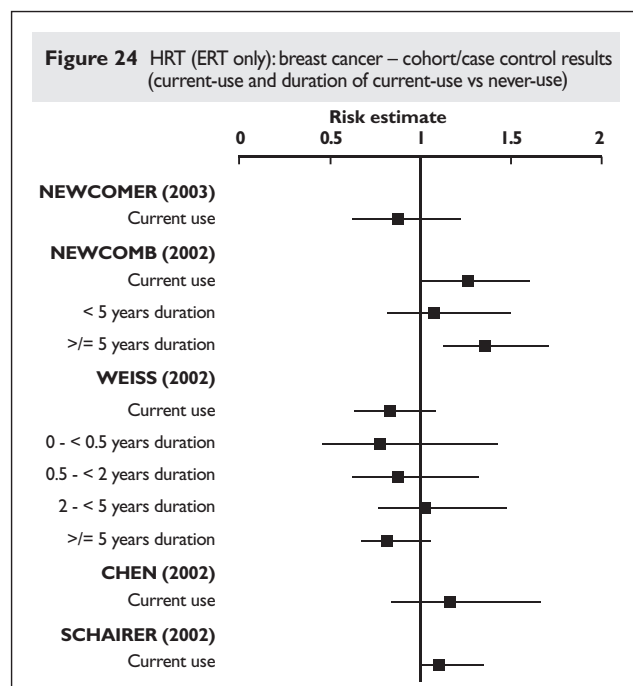 Figure 24 HRT (ERT only): breast cancer – cohort/case control results
(current-use and duration of current-use vs never-use)
Risk estimate
0 0.5 1 1.5 2
NEWCOMER (2003)
Current use
NEWCOMB (2002)
Current use
< 5 years duration
>/= 5 years duration
WEISS (2002)
Current use
0 - < 0.5 years duration
0.5 - < 2 years duration
2 - < 5 years duration
>/= 5 years duration
CHEN (2002)
Current use
SCHAIRER (2002)
Current use